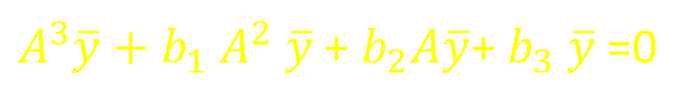 A³ȳ + b₁ A² ȳ + b₂Aȳ+ b₃ ȳ =0